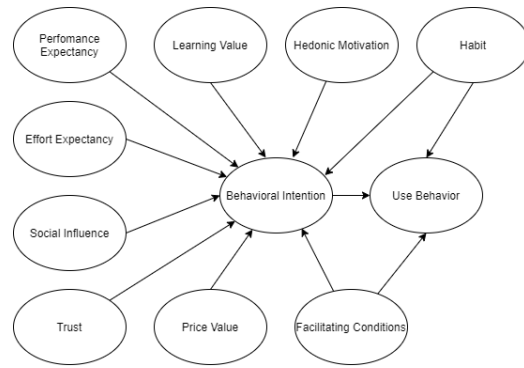 Perfomance
Expectancy
Learning Value
Hedonic Motivation
Habit
Effort Expectancy
Behavioral Intention
Use Behavior
Social Influence
Trust
Price Value
Facilitating Conditions